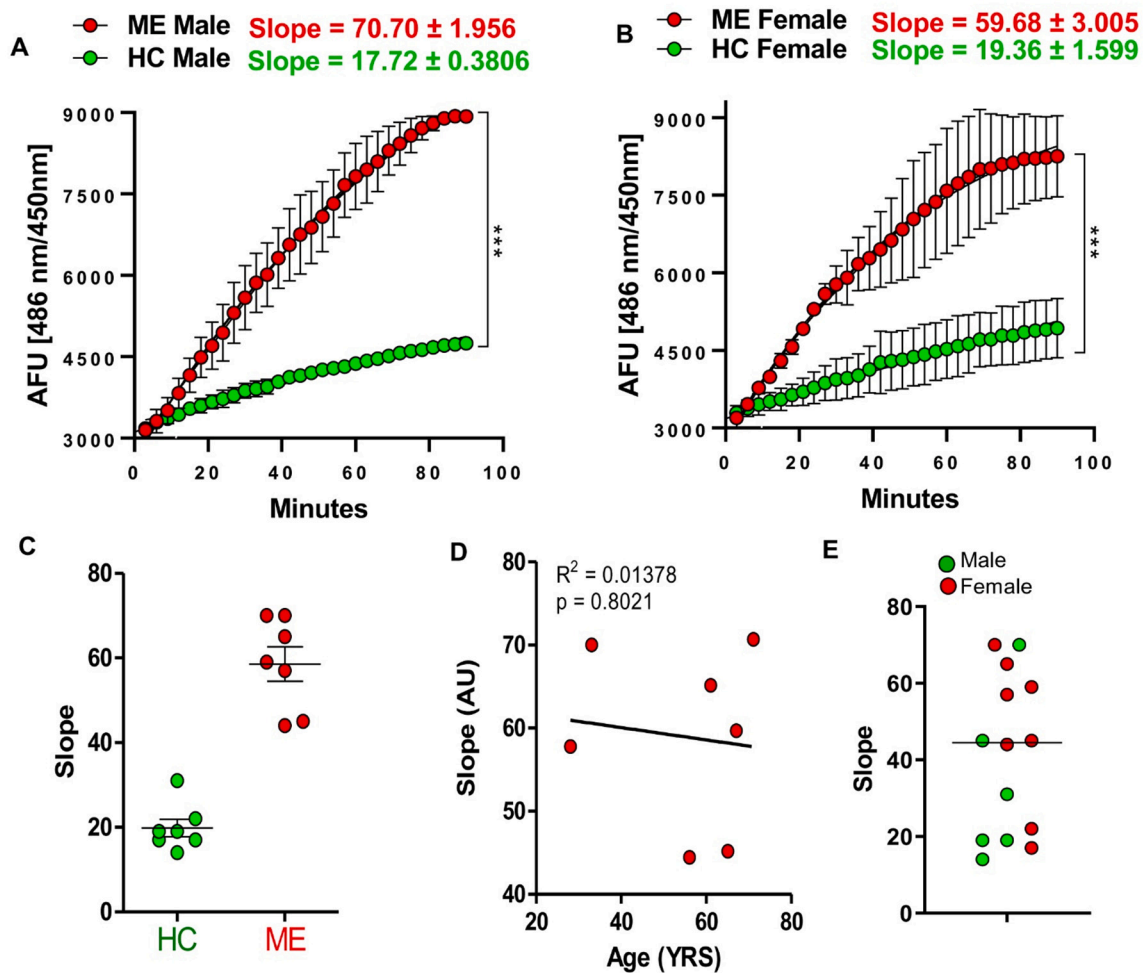 A
ME Male Slope = 70.70 ± 1.956
HC Male Slope = 17.72 ± 0.3806
AFU [486 nm/450nm]
9000
7500
6000
4500
3000
***
0 20 40 60 80 100
Minutes
B
ME Female 59.68 ± 3.005
HC Female Slope = 19.36 ± 1.599
Slope =
AFU [486 nm/450nm]
9000
7500
6000
4500
3000
***
0 20 40 60 80 100
Minutes
C
Slope
80
60
40
20
0
HC ME
D
R2 = 0.01378
p = 0.8021
Slope (AU)
80
70
60
50
40
20 40 60 80
Age (YRS)
E
Male
Female
Slope
80
60
40
20
0